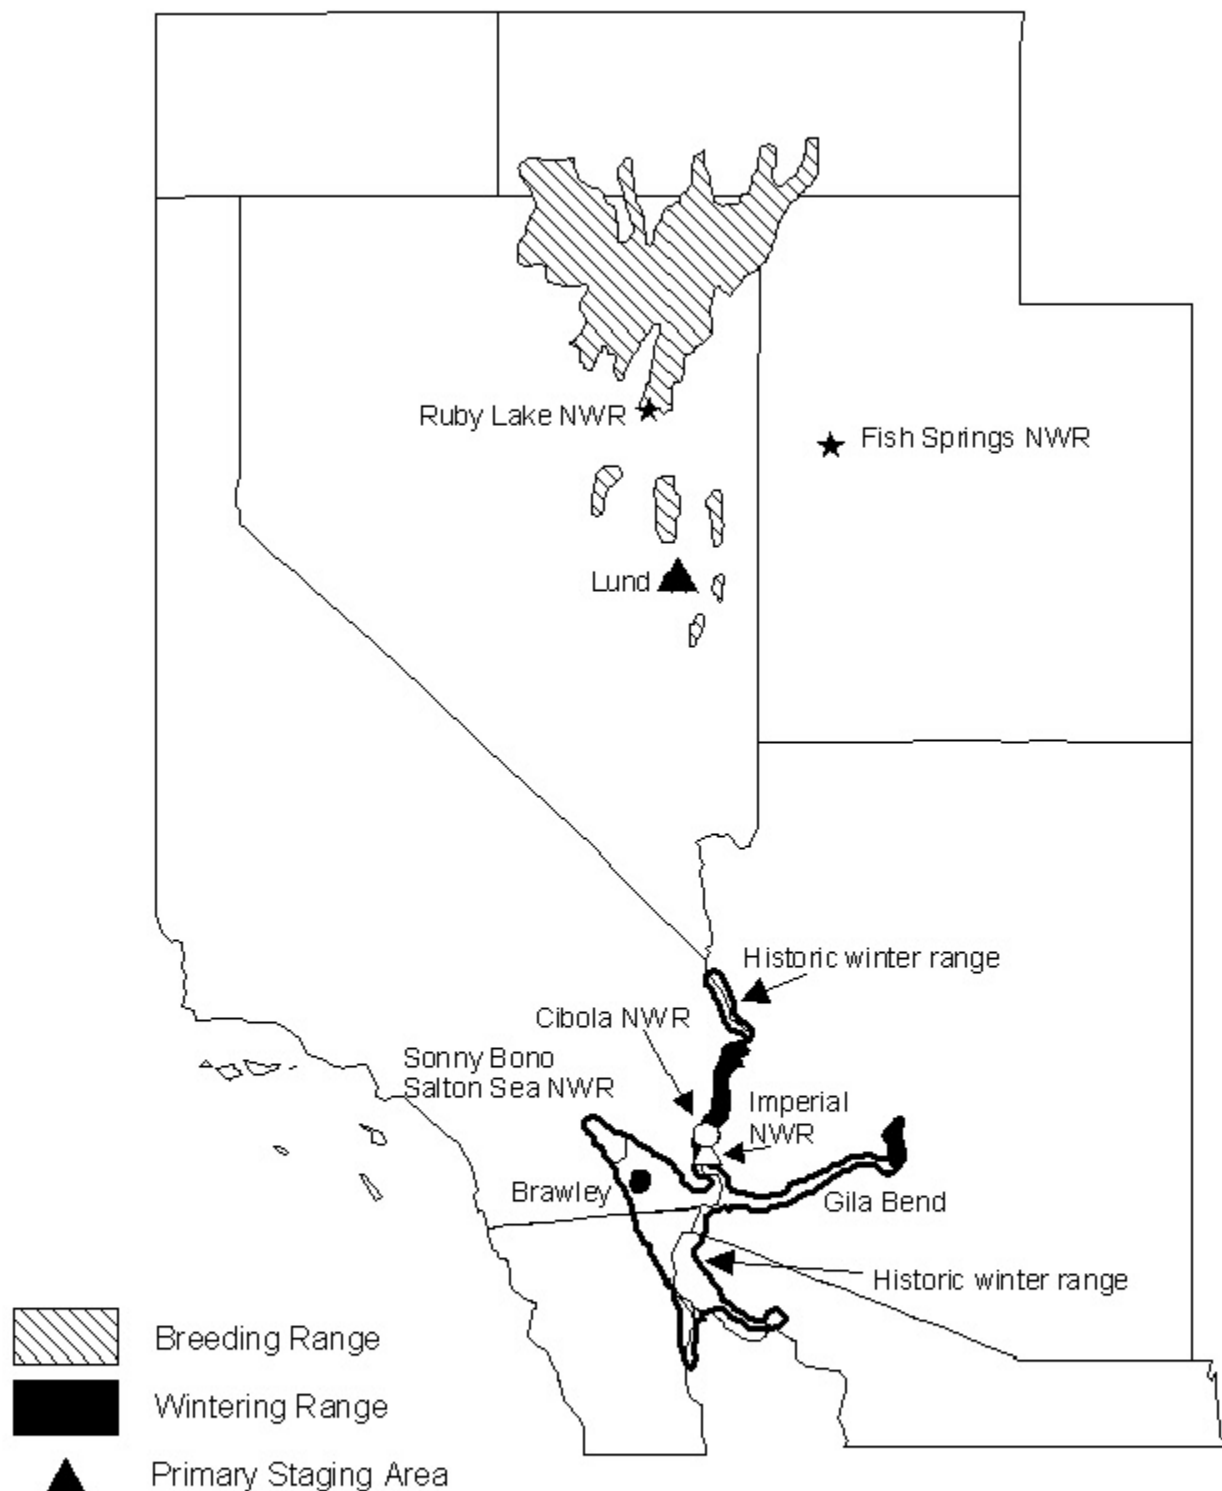 Ruby Lake NWR
Fish Springs NWR
Lund
Historic winter range
Cibola NWR
Sonny Bono
Salton Sea NWR
Imperial
NWR
Brawley
Gila Bend
Historic winter range
Breeding Range
Wintering Range
Primary Staging Area